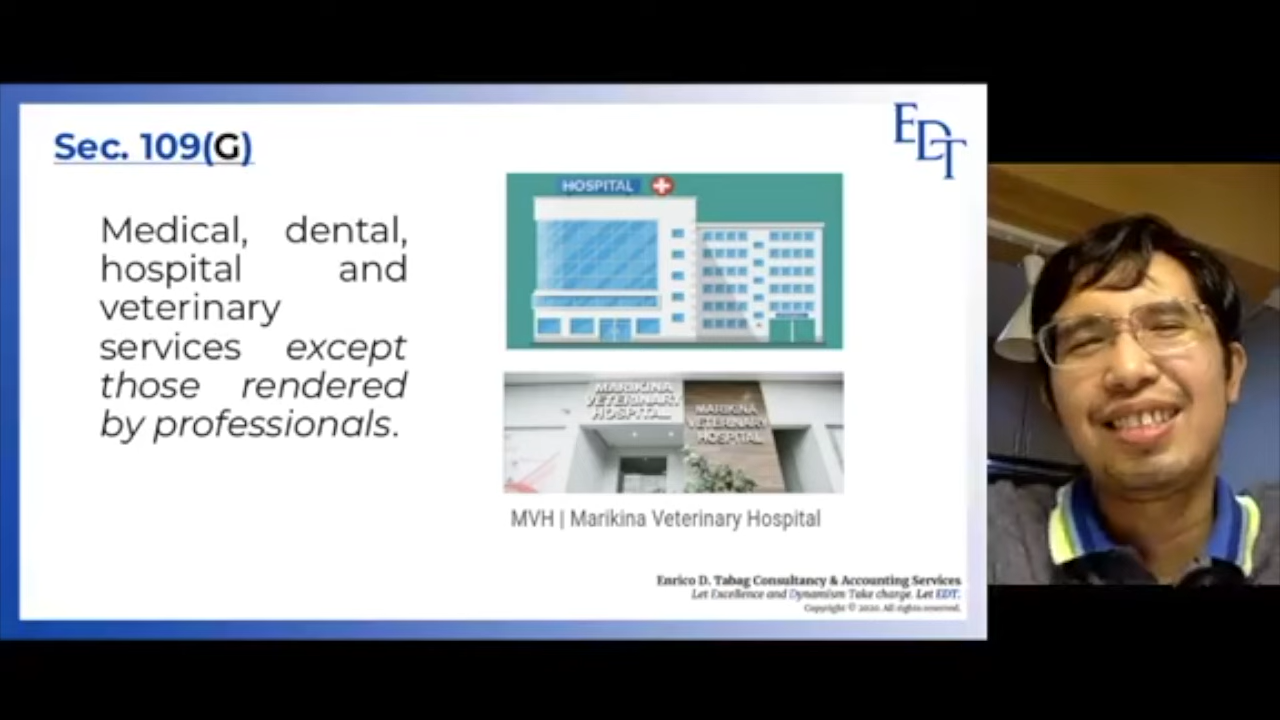 Sec. 109(G)
EDT
Medical, dental,
hospital and
veterinary
services except
those rendered
by professionals.
HOSPITAL
MARIKINA
VETERINARY
HOSPITAL
MARIKINA
VETERINARY
HOSPITAL
MVH | Marikina Veterinary Hospital
Enrico D. Tabag Consultancy & Accounting Services
Let Excellence and Dynamism Take charge. Let EDT.
Copyright © 2020. All rights reserved.